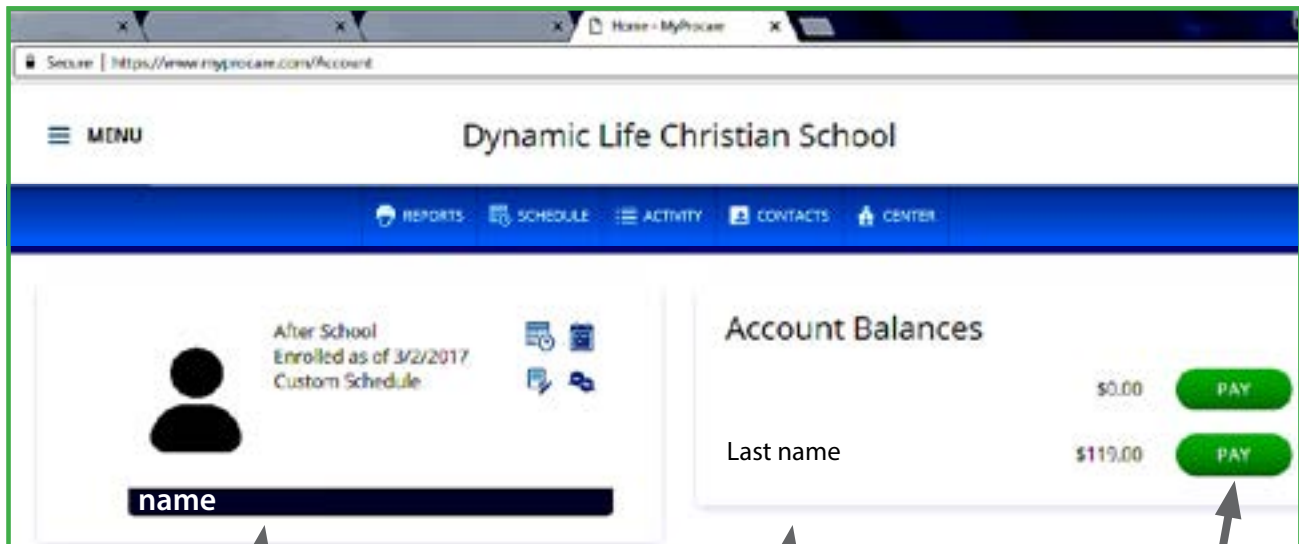 Home - MyProcare
Secure | https://www.myprocare.com/Account
MENU
Dynamic Life Christian School
REPORTS SCHEDULE ACTIVITY CONTACTS CENTER
After School
Enrolled as of 3/2/2017
Custom Schedule
name
Account Balances
$0.00 PAY
Last name $119.00 PAY